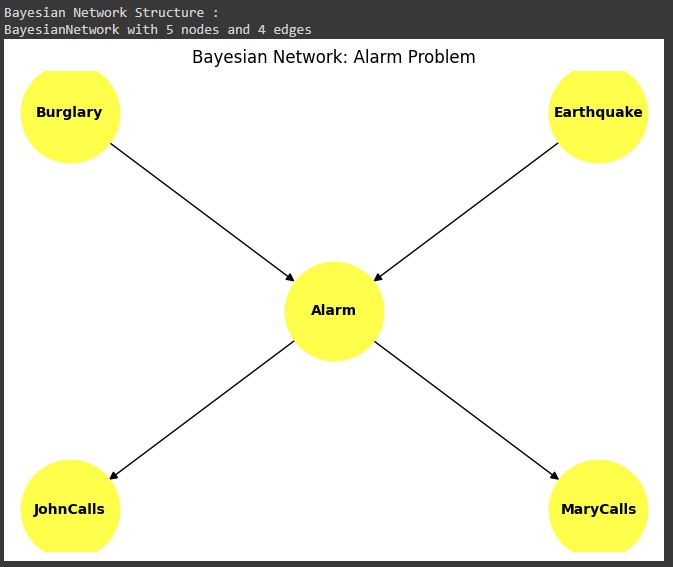 Bayesian Network Structure :
BayesianNetwork with 5 nodes and 4 edges
Bayesian Network: Alarm Problem
Burglary
Earthquake
Alarm
JohnCalls
MaryCalls